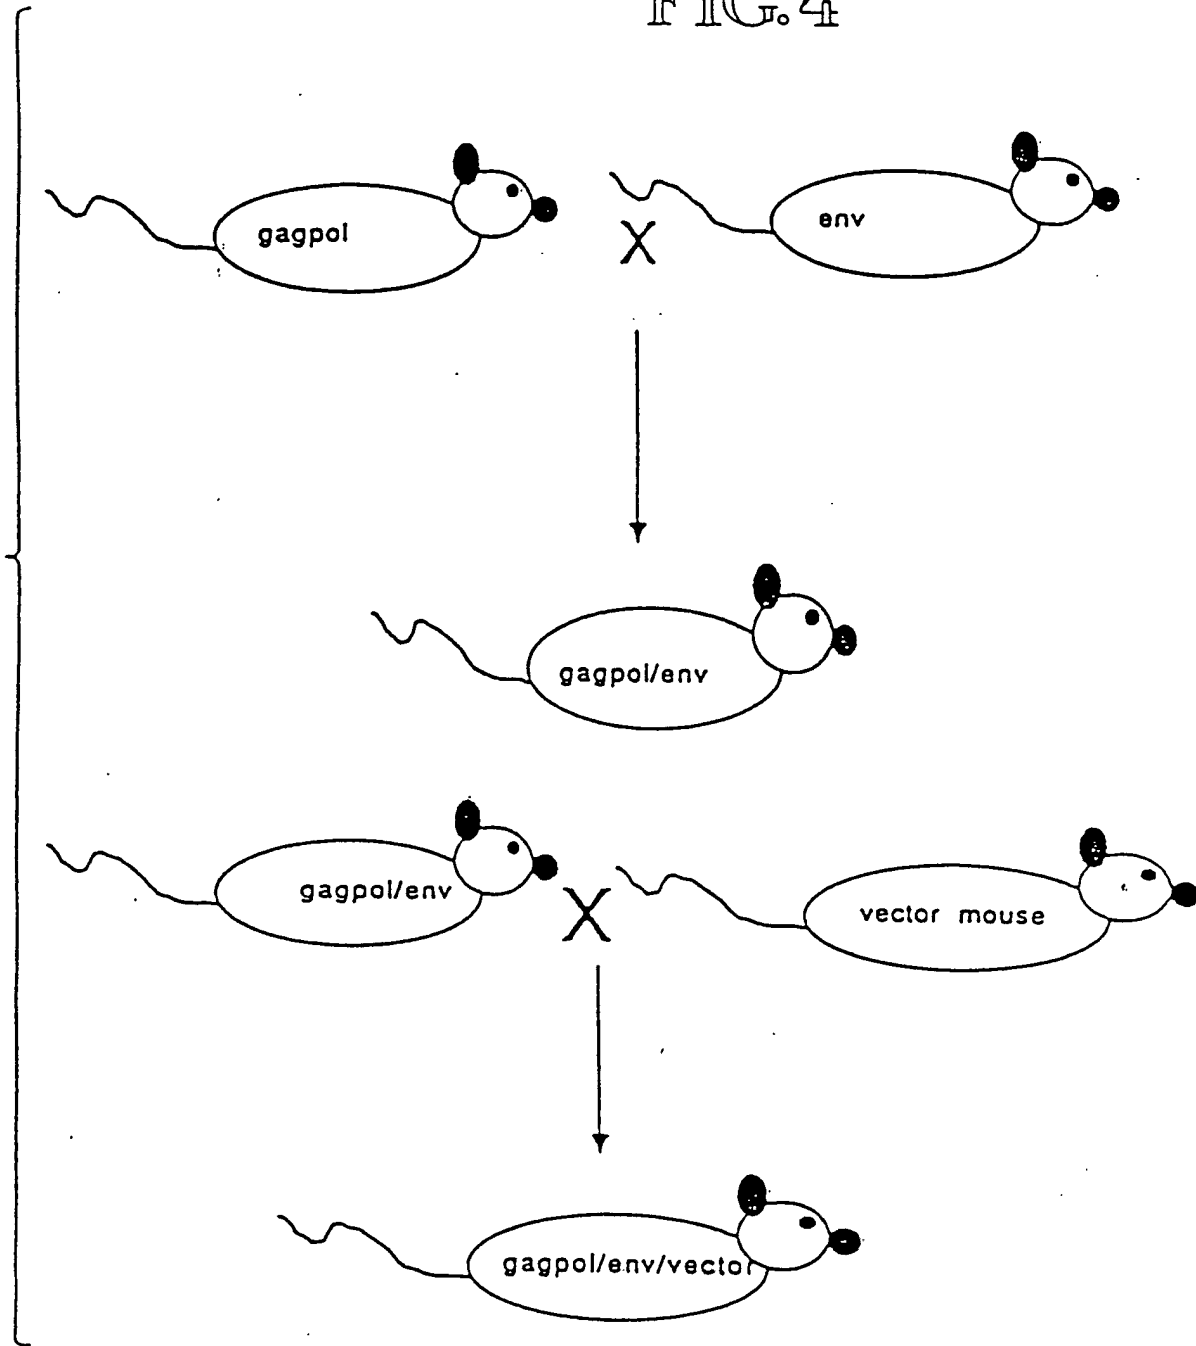 FIG. 4
gagpol
X
env
gagpol/env
gagpol/env
X
vector mouse
gagpol/env/vector